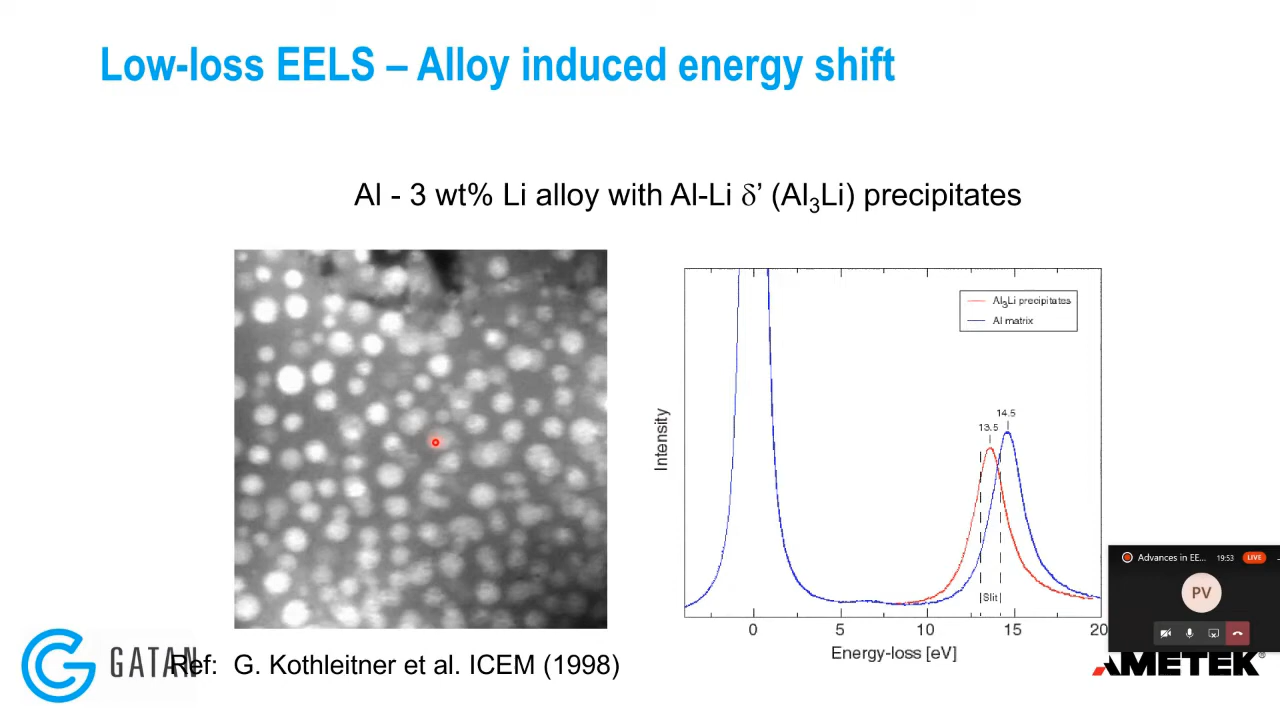 Low-loss EELS – Alloy induced energy shift
Al - 3 wt% Li alloy with Al-Li δ’ (Al3Li) precipitates
Al3Li precipitates
Al matrix
14.5
13.5
Slit
Intensity
0 5 10 15 20
Energy-loss [eV]
Advances in EE... 19:53 LIVE
PV
GATAN
Ref: G. Kothleitner et al. ICEM (1998)
AMETEK®